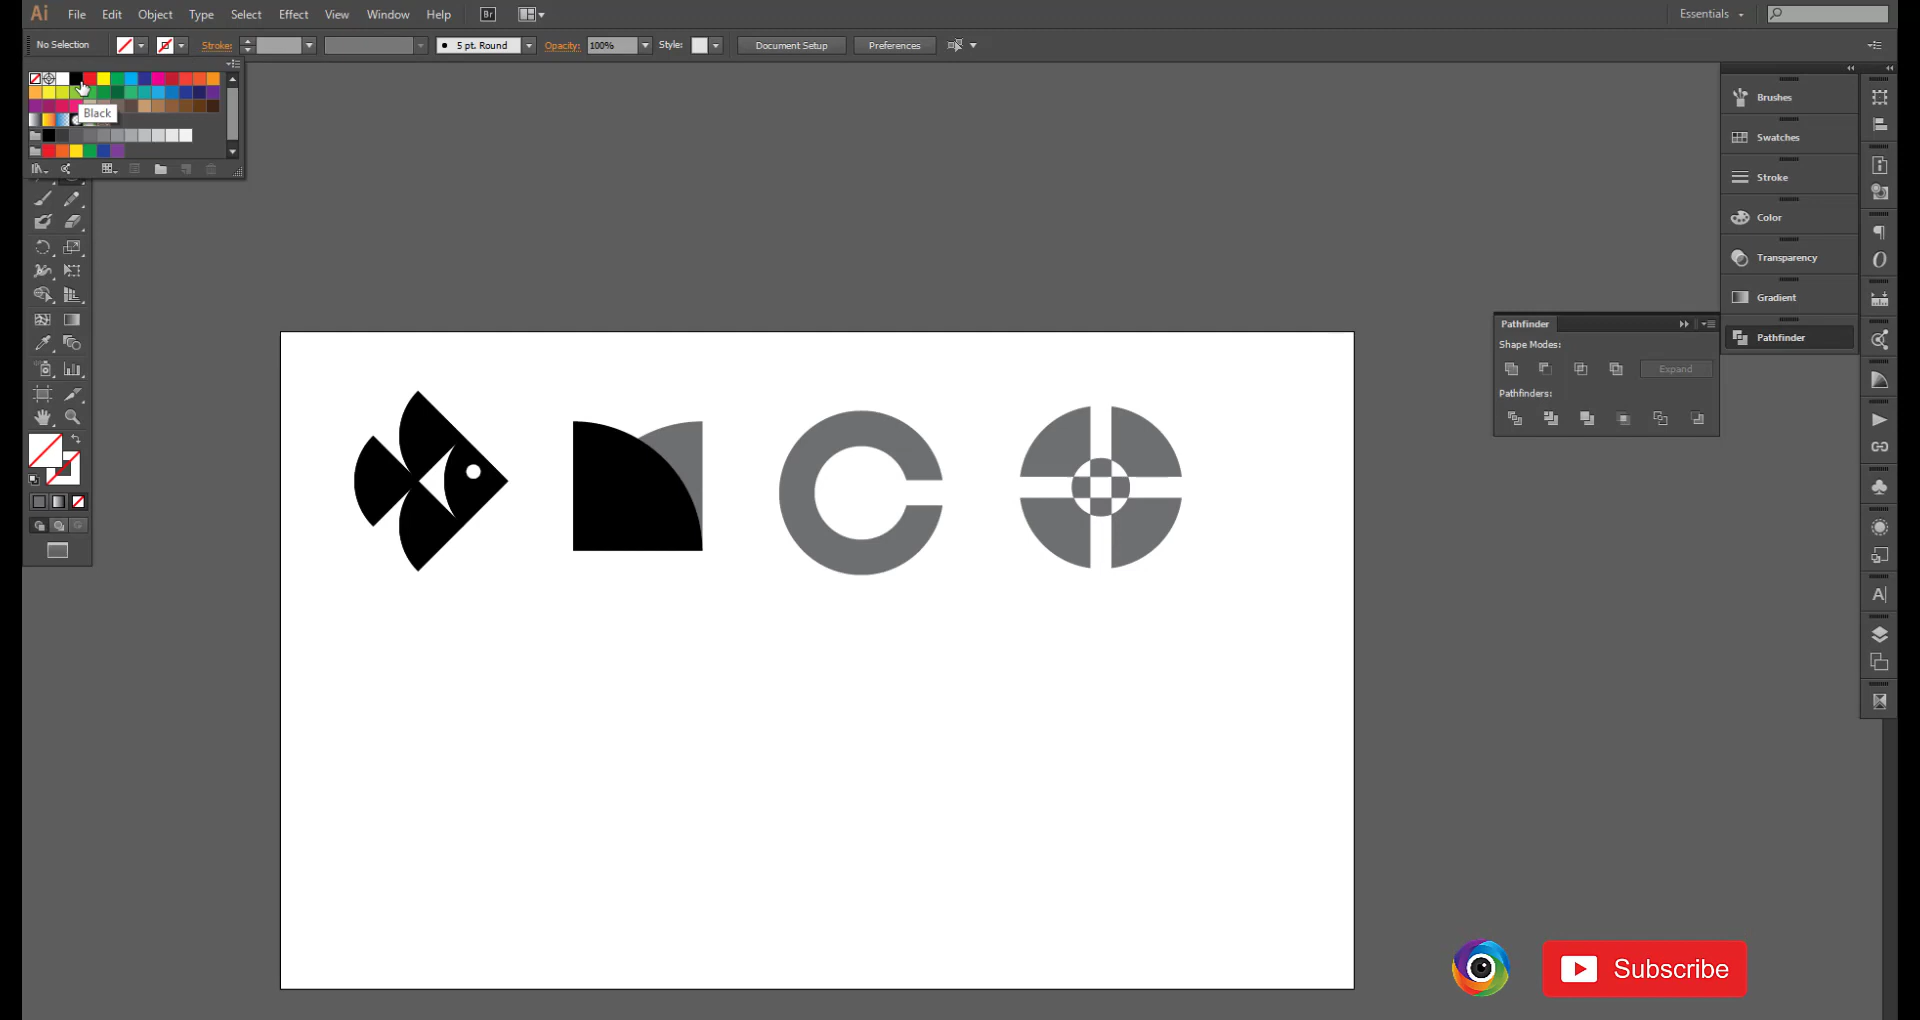 Ai File Edit Object Type Select Effect View Window Help Br Essentials
No Selection Stroke: 5 pt. Round Opacity: 100% Style: Document Setup Preferences
Black
Brushes
Swatches
Stroke
Color
Transparency
Gradient
Pathfinder
Pathfinder
Shape Modes:
Expand
Pathfinders:
Subscribe